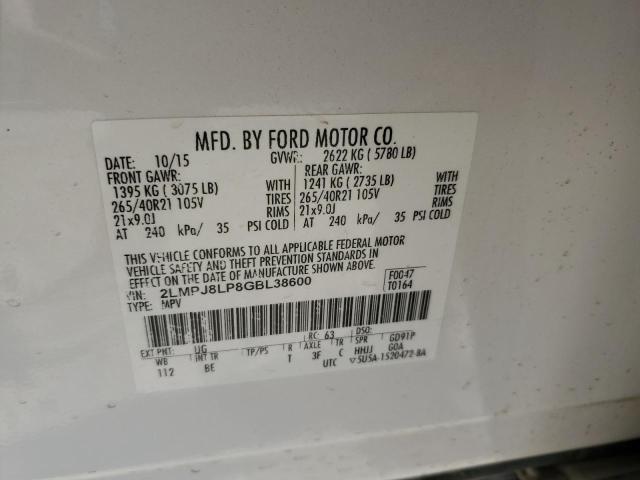 MFD. BY FORD MOTOR CO.
DATE: 10/15 GVWR: 2622 KG ( 5780 LB)
FRONT GAWR: REAR GAWR:
1395 KG ( 3075 LB) WITH 1241 KG ( 2735 LB) WITH
265/40R21 105V TIRES 265/40R21 105V TIRES
21x9.0J RIMS 21x9.0J RIMS
AT 240 kPa/ 35 PSI COLD AT 240 kPa/ 35 PSI COLD
THIS VEHICLE CONFORMS TO ALL APPLICABLE FEDERAL MOTOR
VEHICLE SAFETY AND THEFT PREVENTION STANDARDS IN
EFFECT ON THE DATE OF MANUFACTURE SHOWN ABOVE.
VIN: 2LMPJ8LP8GBL38600 F0047
TYPE: MPV T0164
EXT PNT: UG RC: 63 DSO:
WB INT TR TP/PS R AXLE TR SPR GD91P
112 BE T 3F C HHJJ GOA
UTC 5U5A-1520472-BA